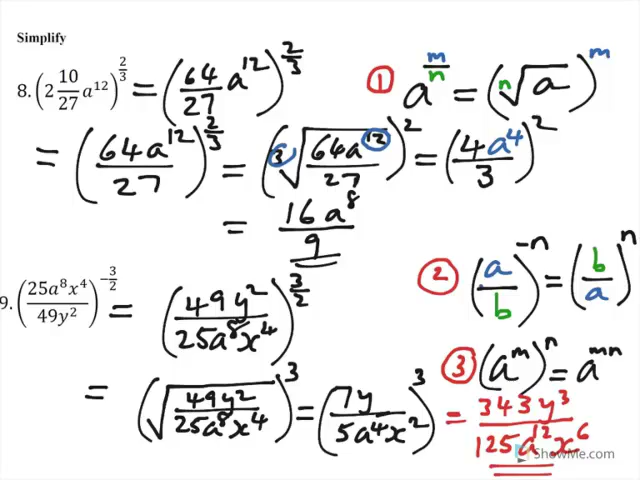 Simplify
8. (2 10/27 a^12)^(2/3) = (64/27 a^12)^(2/3)
① a^(m/n) = (ⁿ√a)^m
= (64a^12/27)^(2/3) = (³√(64a^12/27))^2 = (4a^4/3)^2
= 16a^8/9
9. (25a^8x^4/49y^2)^(-3/2) = (49y^2/25a^8x^4)^(3/2)
② (a/b)^-n = (b/a)^n
③ (a^m)^n = a^mn
= (√(49y^2/25a^8x^4))^3 = (7y/5a^4x^2)^3 = 343y^3/125a^12x^6
ShowMe.com